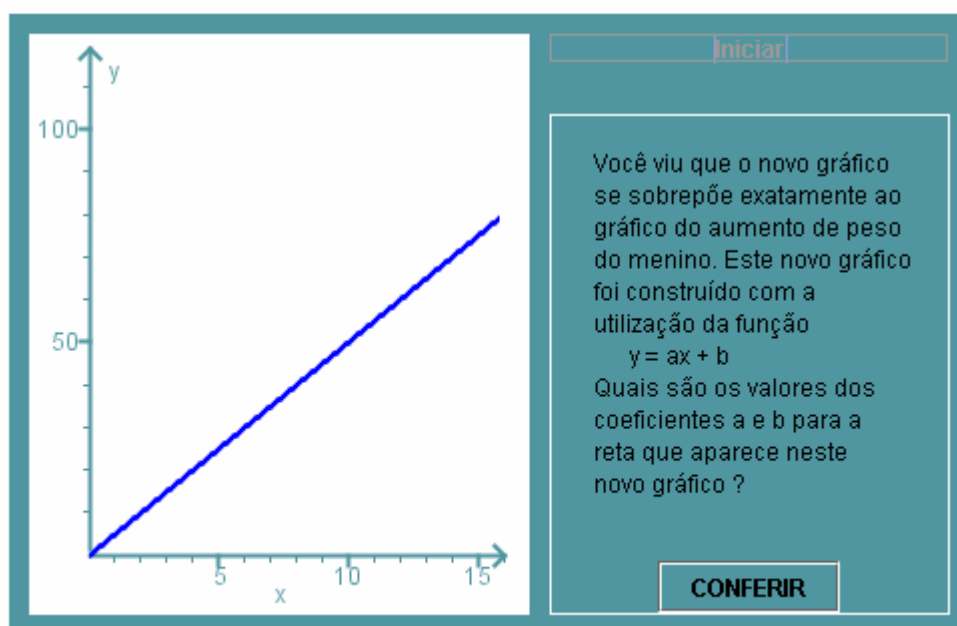 y
100
50
5
10
15
x
Iniciar
Você viu que o novo gráfico
se sobrepõe exatamente ao
gráfico do aumento de peso
do menino. Este novo gráfico
foi construído com a
utilização da função
y = ax + b
Quais são os valores dos
coeficientes a e b para a
reta que aparece neste
novo gráfico ?
CONFERIR